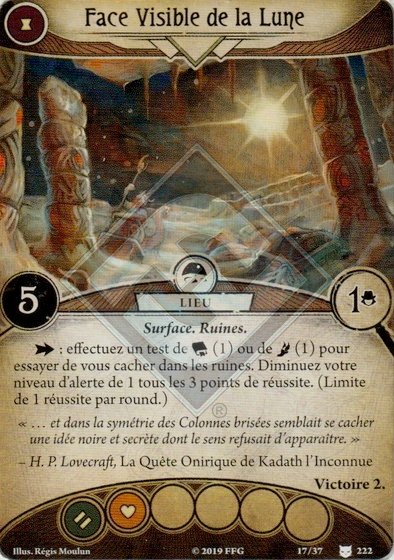 Face Visible de la Lune
5
LIEU
1
Surface. Ruines.
: effectuez un test de (1) ou de (1) pour
essayer de vous cacher dans les ruines. Diminuez votre
niveau d'alerte de 1 tous les 3 points de réussite. (Limite
de 1 réussite par round.)
« … et dans la symétrie des Colonnes brisées semblait se cacher
une idée noire et secrète dont le sens refusait d'apparaître. »
– H. P. Lovecraft, La Quête Onirique de Kadath l'Inconnue
Victoire 2.
®
Illus. Régis Moulun © 2019 FFG 17/37 222